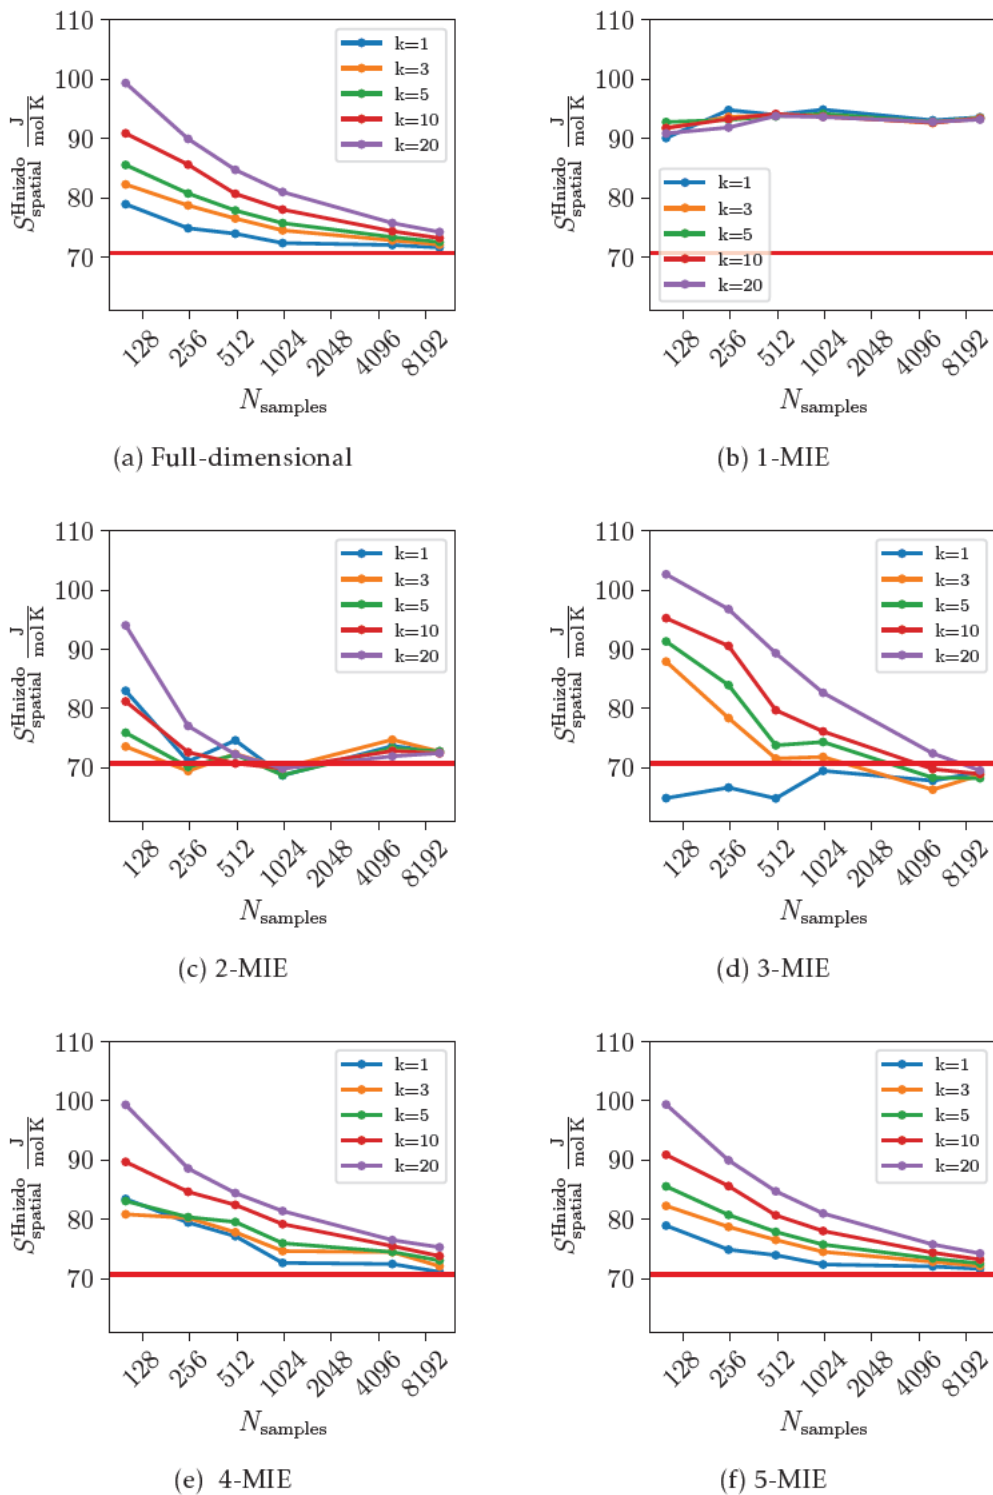 110
100
90
80
70
S^Hnizdo_spatial J/mol K
k=1
k=3
k=5
k=10
k=20
128 256 512 1024 2048 4096 8192
N_samples
(a) Full-dimensional
110
100
90
80
70
S^Hnizdo_spatial J/mol K
k=1
k=3
k=5
k=10
k=20
128 256 512 1024 2048 4096 8192
N_samples
(b) 1-MIE
110
100
90
80
70
S^Hnizdo_spatial J/mol K
k=1
k=3
k=5
k=10
k=20
128 256 512 1024 2048 4096 8192
N_samples
(c) 2-MIE
110
100
90
80
70
S^Hnizdo_spatial J/mol K
k=1
k=3
k=5
k=10
k=20
128 256 512 1024 2048 4096 8192
N_samples
(d) 3-MIE
110
100
90
80
70
S^Hnizdo_spatial J/mol K
k=1
k=3
k=5
k=10
k=20
128 256 512 1024 2048 4096 8192
N_samples
(e) 4-MIE
110
100
90
80
70
S^Hnizdo_spatial J/mol K
k=1
k=3
k=5
k=10
k=20
128 256 512 1024 2048 4096 8192
N_samples
(f) 5-MIE